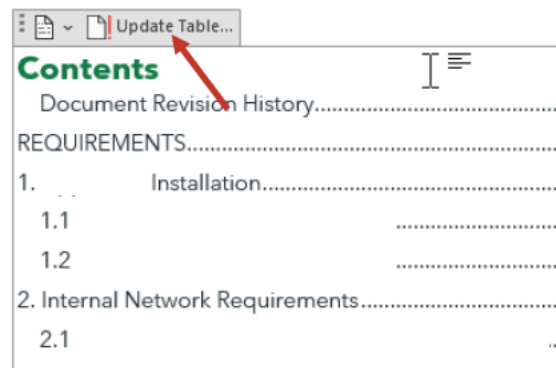 Update Table...
Contents
Document Revision History
REQUIREMENTS
1. Installation
1.1
1.2
2. Internal Network Requirements
2.1